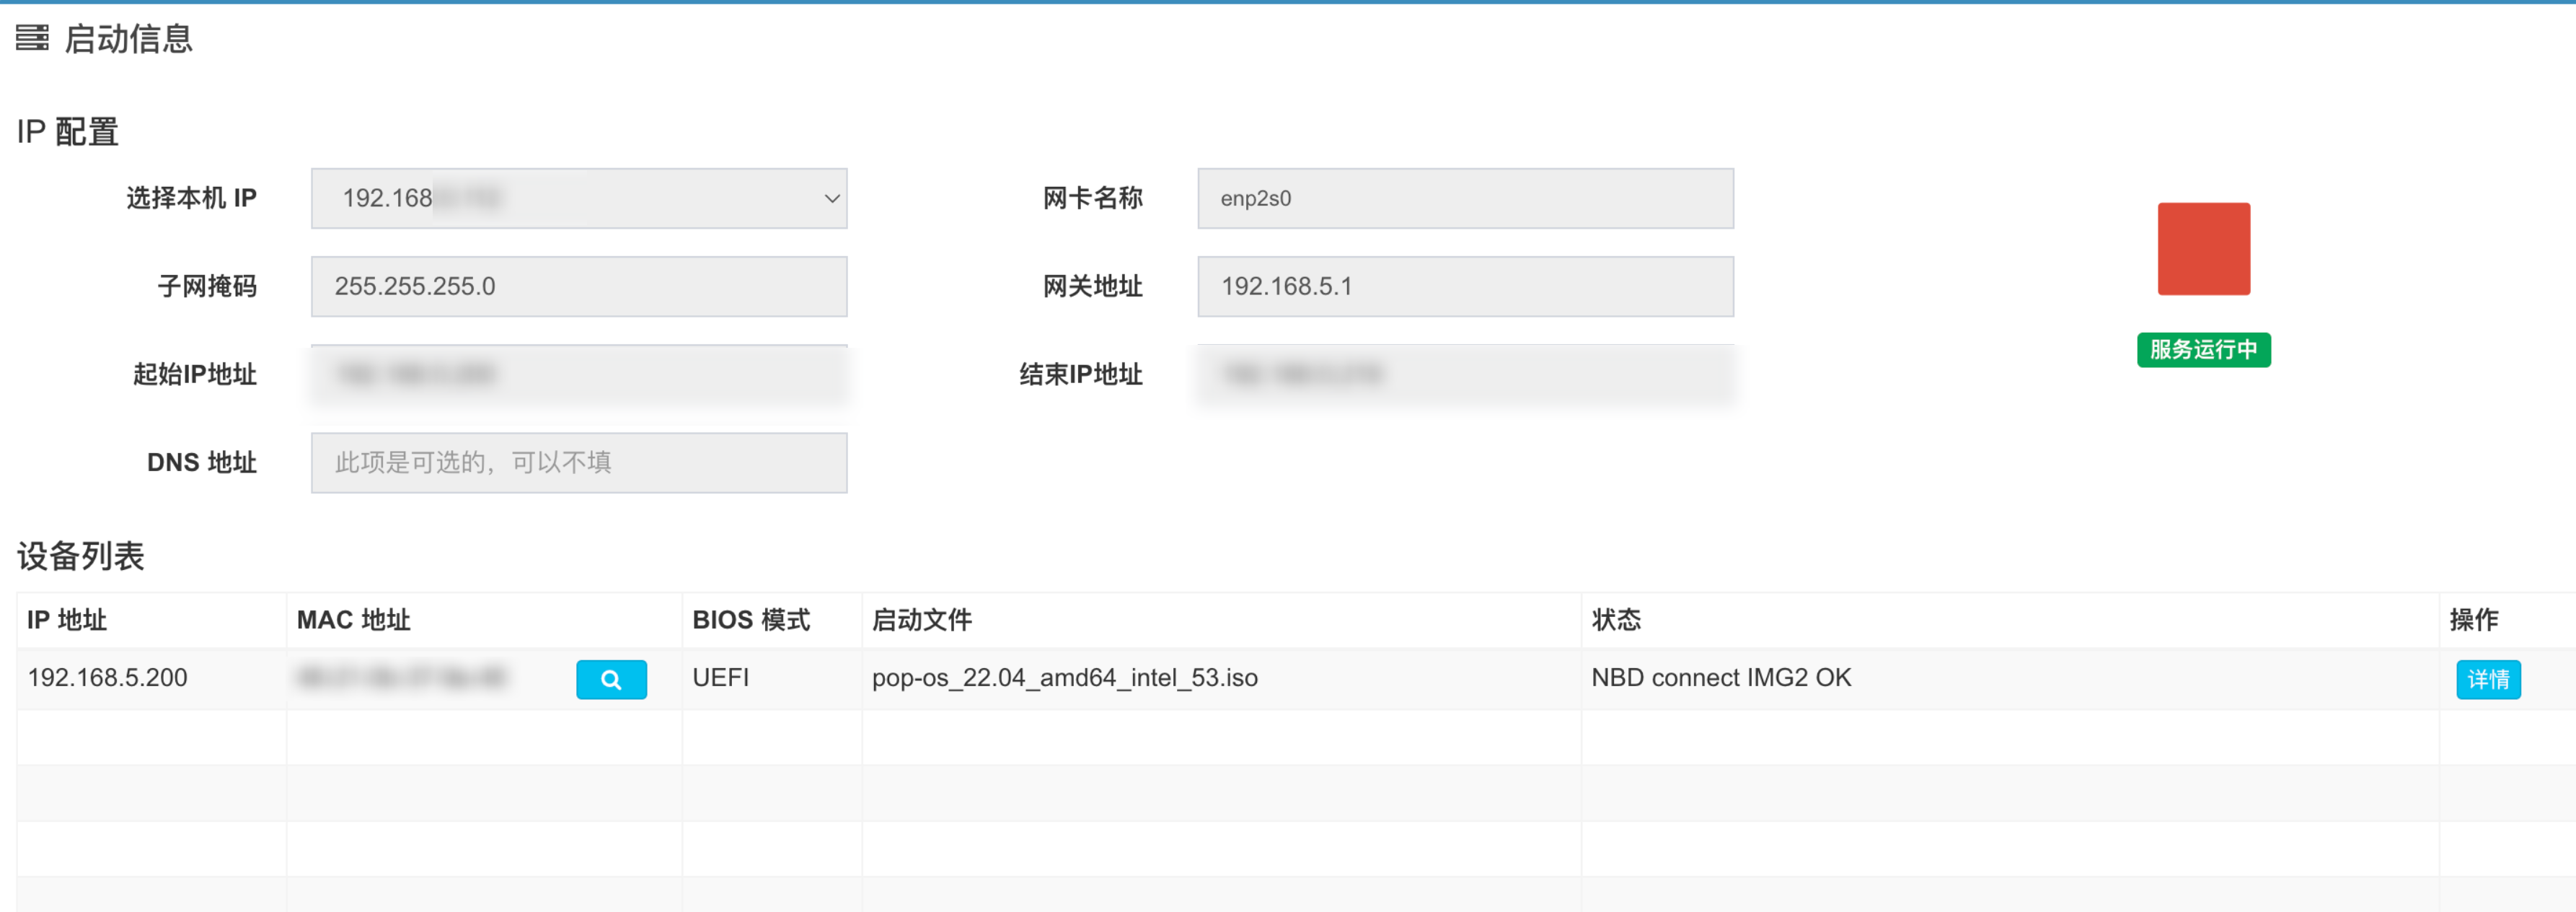 启动信息
IP 配置
选择本机 IP 192.168 网卡名称 enp2s0
子网掩码 255.255.255.0 网关地址 192.168.5.1
服务运行中
起始IP地址 结束IP地址
DNS 地址 此项是可选的，可以不填
设备列表
IP 地址 MAC 地址 BIOS 模式 启动文件 状态 操作
192.168.5.200 UEFI pop-os_22.04_amd64_intel_53.iso NBD connect IMG2 OK 详情